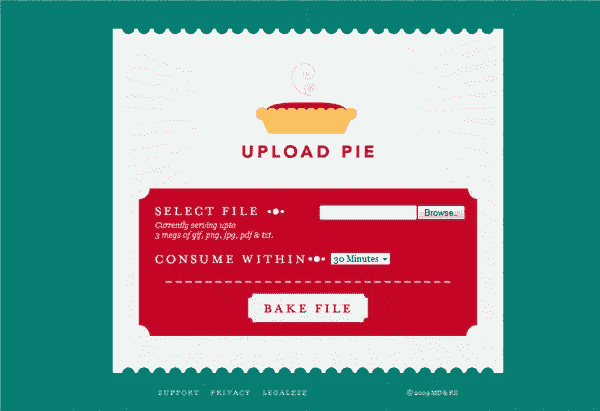 UPLOAD PIE
SELECT FILE
Browse..
Currently serving upto
3 megs of gif, png, jpg, pdf & txt.
CONSUME WITHIN
30 Minutes
BAKE FILE
SUPPORT PRIVACY LEGALESE
© 2009 MD&RS